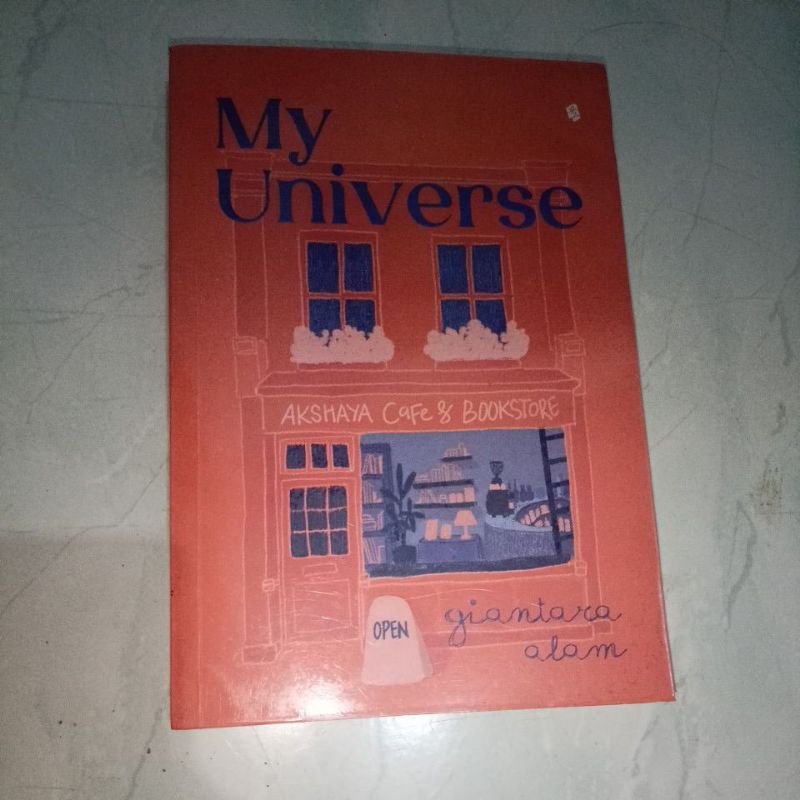 My
Universe
AKSHAYA CaFe & BOOKSTORE
OPEN
giantara
alam